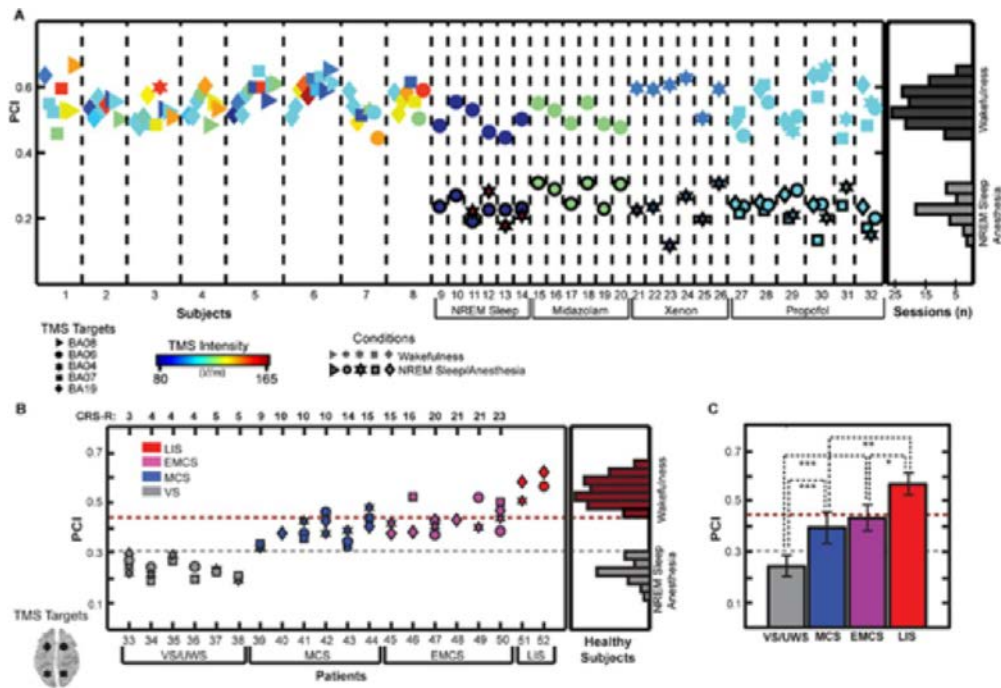 A
PCI
0.6
0.4
0.2
Wakefulness
NREM Sleep
Anesthesia
1 2 3 4 5 6 7 8 9 10 11 12 13 14 15 16 17 18 19 20 21 22 23 24 25 26 27 28 29 30 31 32
25 15 5
Subjects
NREM Sleep Midazolam Xenon Propofol
Sessions (n)
TMS Targets
BA08
BA06
BA04
BA07
BA19
TMS Intensity
80 (V/m) 165
Conditions
Wakefulness
NREM Sleep/Anesthesia
B
CRS-R: 3 4 4 4 5 5 9 10 10 10 14 15 15 16 20 21 21 23
PCI
0.7
0.5
0.3
0.1
LIS
EMCS
MCS
VS
Wakefulness
NREM Sleep
Anesthesia
TMS Targets
33 34 35 36 37 38 39 40 41 42 43 44 45 46 47 48 49 50 51 52
VS/UWS MCS EMCS LIS
Patients
Healthy
Subjects
C
PCI
0.7
0.5
0.3
0.1
**
***
*
***
VS/UWS MCS EMCS LIS